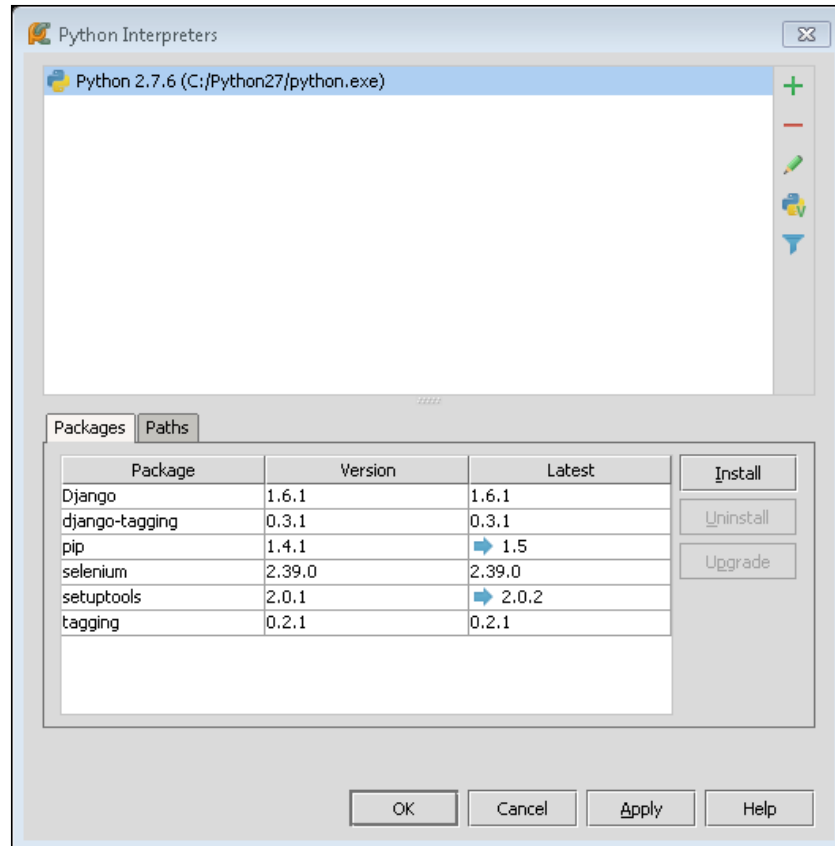 Python Interpreters
Python 2.7.6 (C:/Python27/python.exe)
Packages Paths
Package Version Latest
Install
Django 1.6.1 1.6.1
django-tagging 0.3.1 0.3.1
Uninstall
pip 1.4.1 1.5
selenium 2.39.0 2.39.0
Upgrade
setuptools 2.0.1 2.0.2
tagging 0.2.1 0.2.1
OK Cancel Apply Help